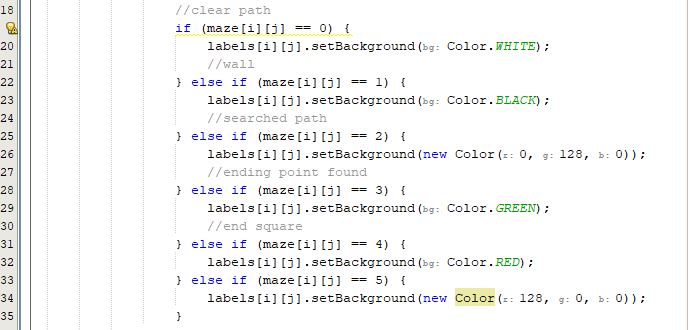 18 //clear path
if (maze[i][j] == 0) {
20 labels[i][j].setBackground(bg: Color.WHITE);
21 //wall
22 } else if (maze[i][j] == 1) {
23 labels[i][j].setBackground(bg: Color.BLACK);
24 //searched path
25 } else if (maze[i][j] == 2) {
26 labels[i][j].setBackground(new Color(r: 0, g: 128, b: 0));
27 //ending point found
28 } else if (maze[i][j] == 3) {
29 labels[i][j].setBackground(bg: Color.GREEN);
30 //end square
31 } else if (maze[i][j] == 4) {
32 labels[i][j].setBackground(bg: Color.RED);
33 } else if (maze[i][j] == 5) {
34 labels[i][j].setBackground(new Color(r: 128, g: 0, b: 0));
35 }